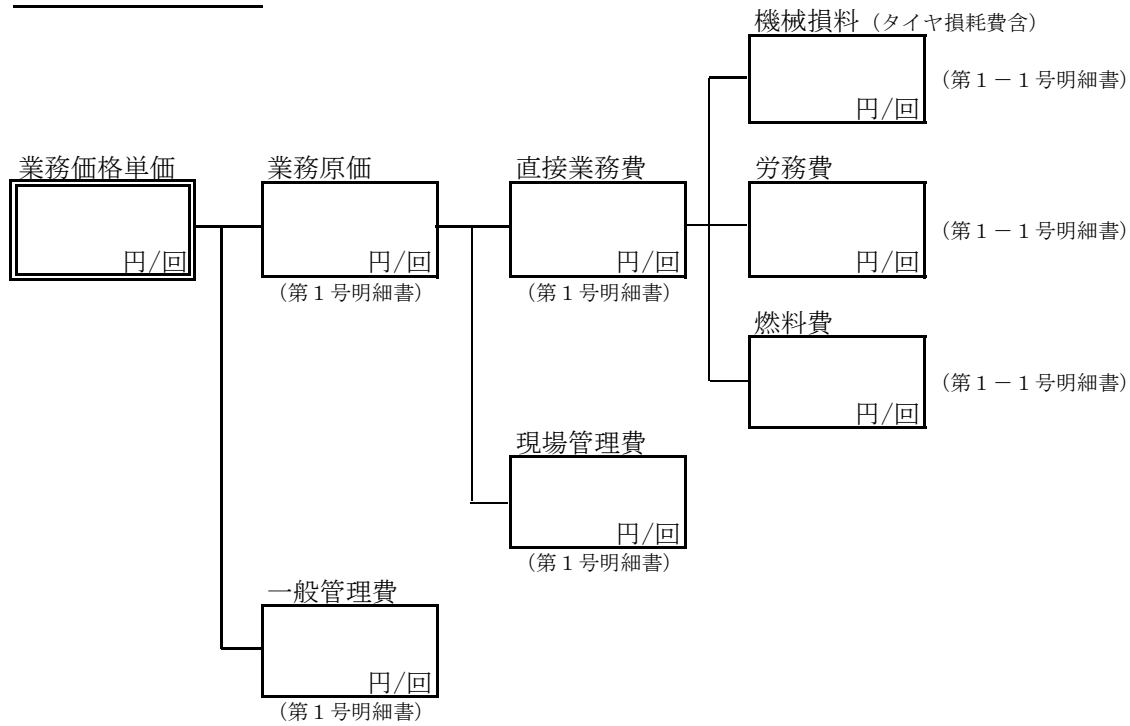 機械損料（タイヤ損耗費含）
円/回
（第１－１号明細書）
業務価格単価
円/回
業務原価
円/回
（第１号明細書）
直接業務費
円/回
（第１号明細書）
労務費
円/回
（第１－１号明細書）
燃料費
円/回
（第１－１号明細書）
現場管理費
円/回
（第１号明細書）
一般管理費
円/回
（第１号明細書）